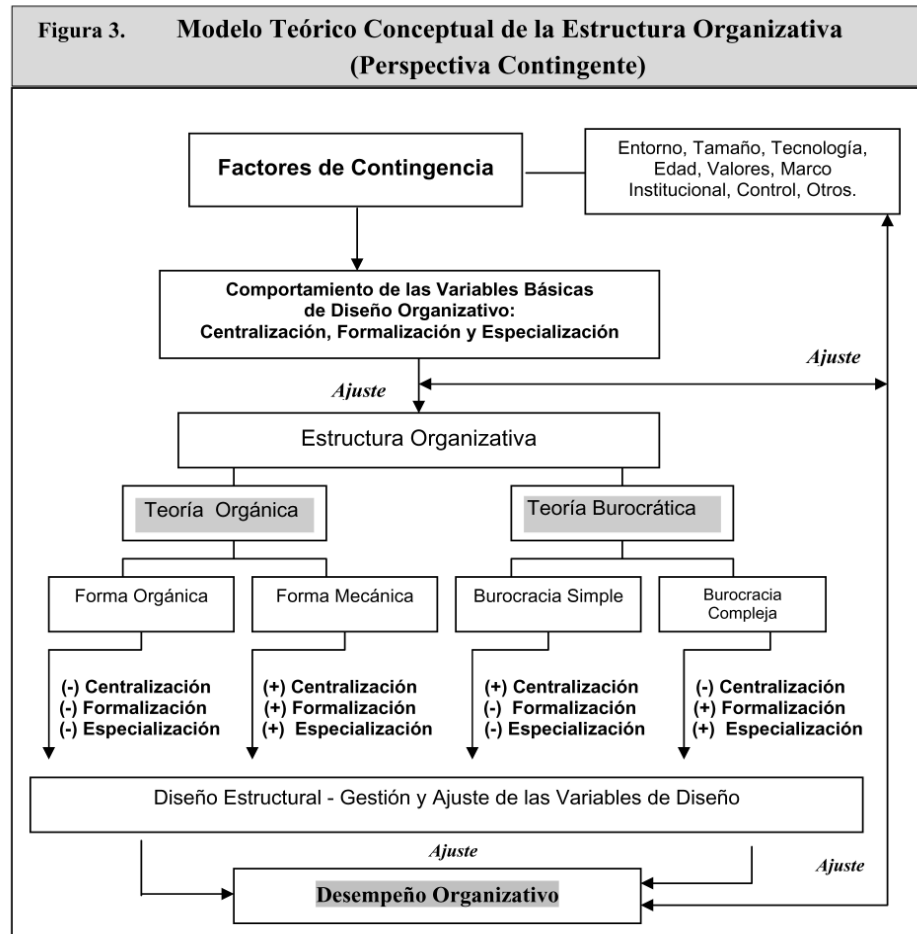 Figura 3. Modelo Teórico Conceptual de la Estructura Organizativa
(Perspectiva Contingente)
Factores de Contingencia
Entorno, Tamaño, Tecnología,
Edad, Valores, Marco
Institucional, Control, Otros.
Comportamiento de las Variables Básicas
de Diseño Organizativo:
Centralización, Formalización y Especialización
Ajuste
Ajuste
Estructura Organizativa
Teoría Orgánica
Teoría Burocrática
Forma Orgánica
Forma Mecánica
Burocracia Simple
Burocracia
Compleja
(-) Centralización
(-) Formalización
(-) Especialización
(+) Centralización
(+) Formalización
(+) Especialización
(+) Centralización
(-) Formalización
(-) Especialización
(-) Centralización
(+) Formalización
(+) Especialización
Diseño Estructural - Gestión y Ajuste de las Variables de Diseño
Ajuste
Ajuste
Desempeño Organizativo